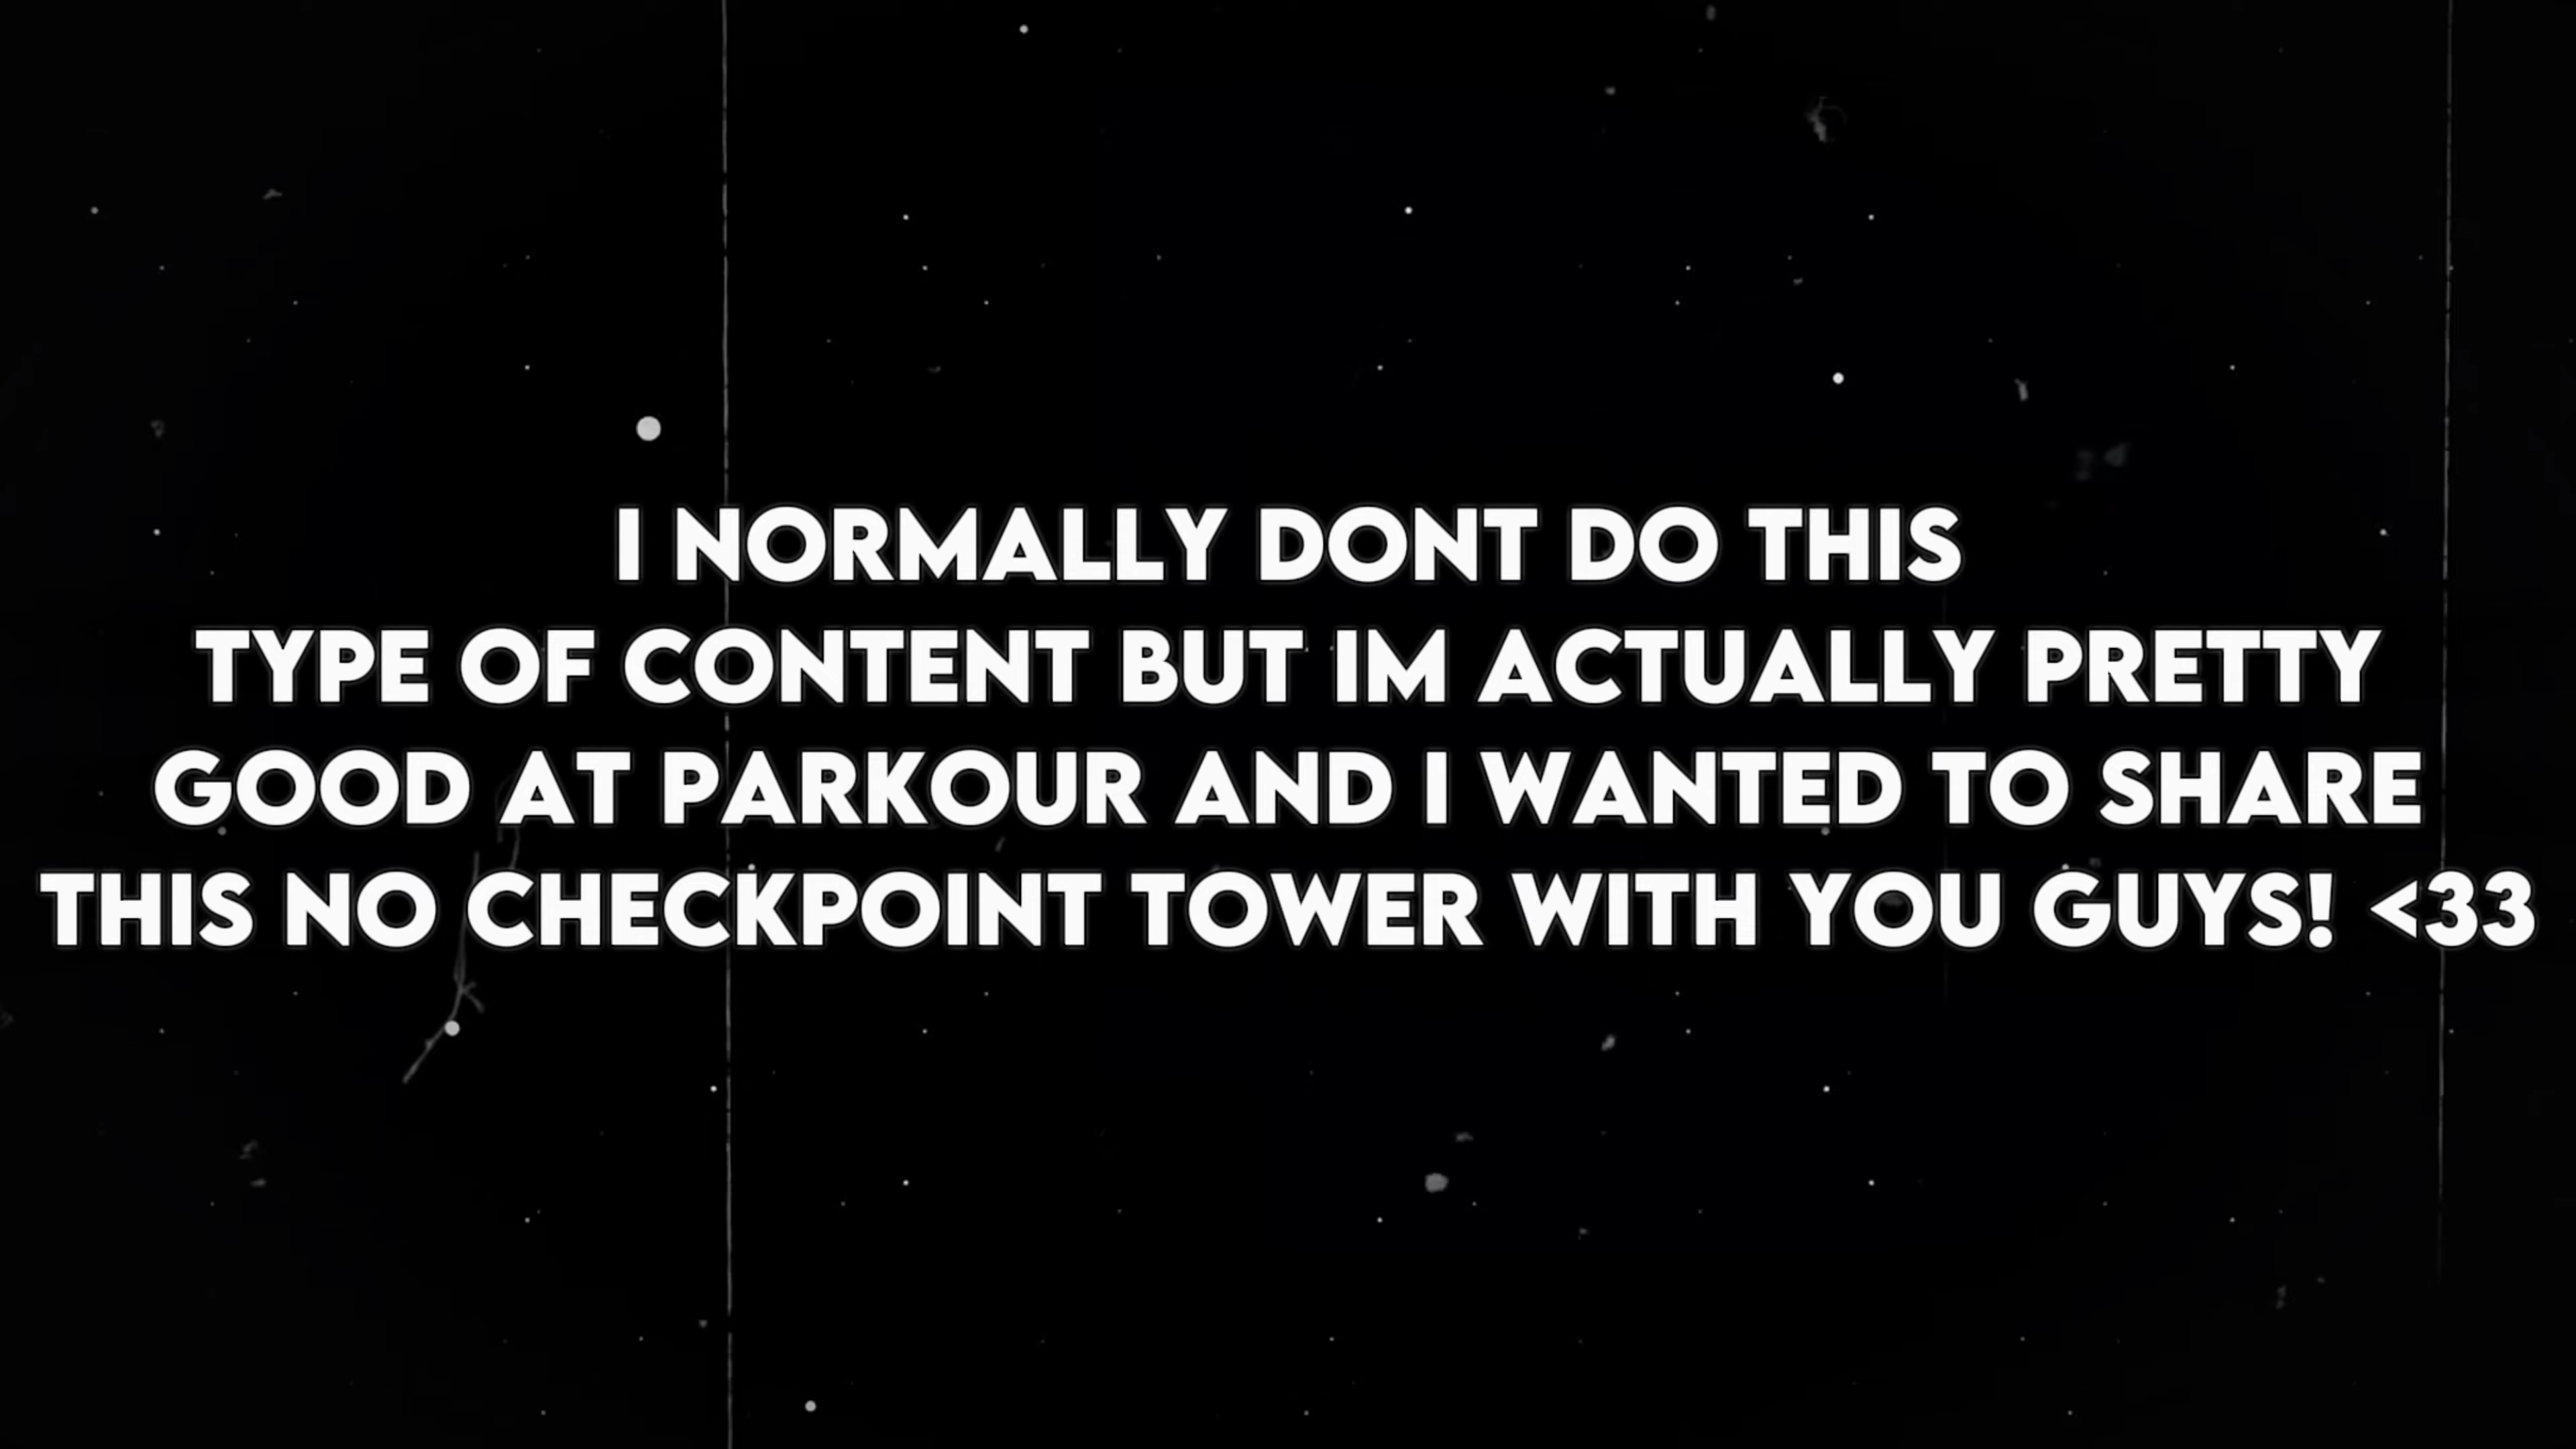 I NORMALLY DONT DO THIS
TYPE OF CONTENT BUT IM ACTUALLY PRETTY
GOOD AT PARKOUR AND I WANTED TO SHARE
THIS NO CHECKPOINT TOWER WITH YOU GUYS! <33